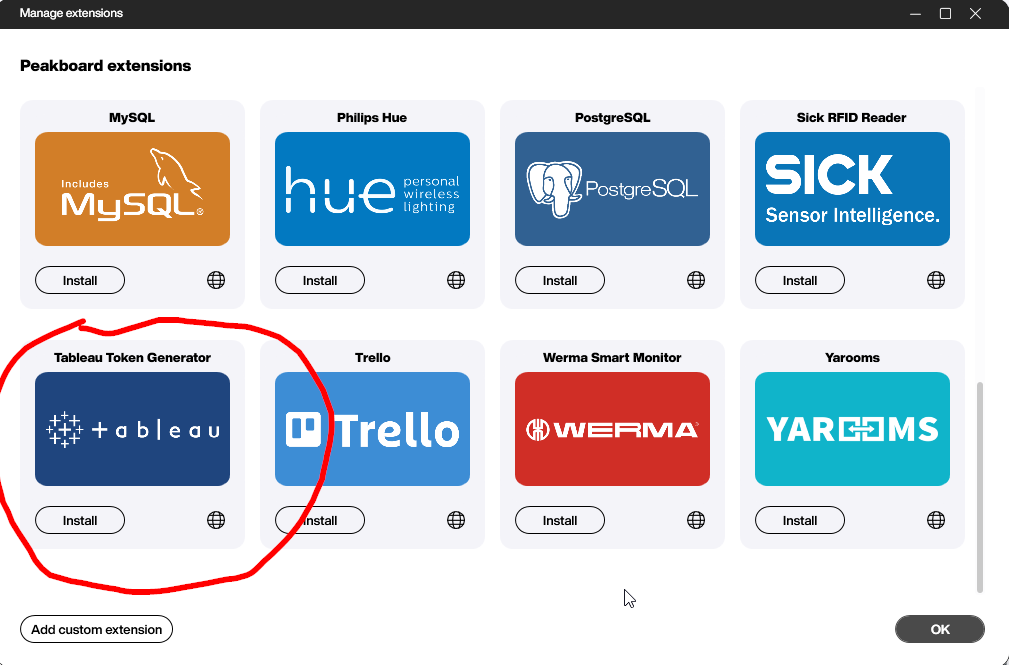 Manage extensions
Peakboard extensions
MySQL
Philips Hue
PostgreSQL
Sick RFID Reader
Includes
MySQL®
hue personal
wireless
lighting
PostgreSQL
SICK
Sensor Intelligence.
Install
Install
Install
Install
Tableau Token Generator
Trello
Werma Smart Monitor
Yarooms
+ableau
Trello
WERMA®
YAROOMS
Install
Install
Install
Install
Add custom extension
OK